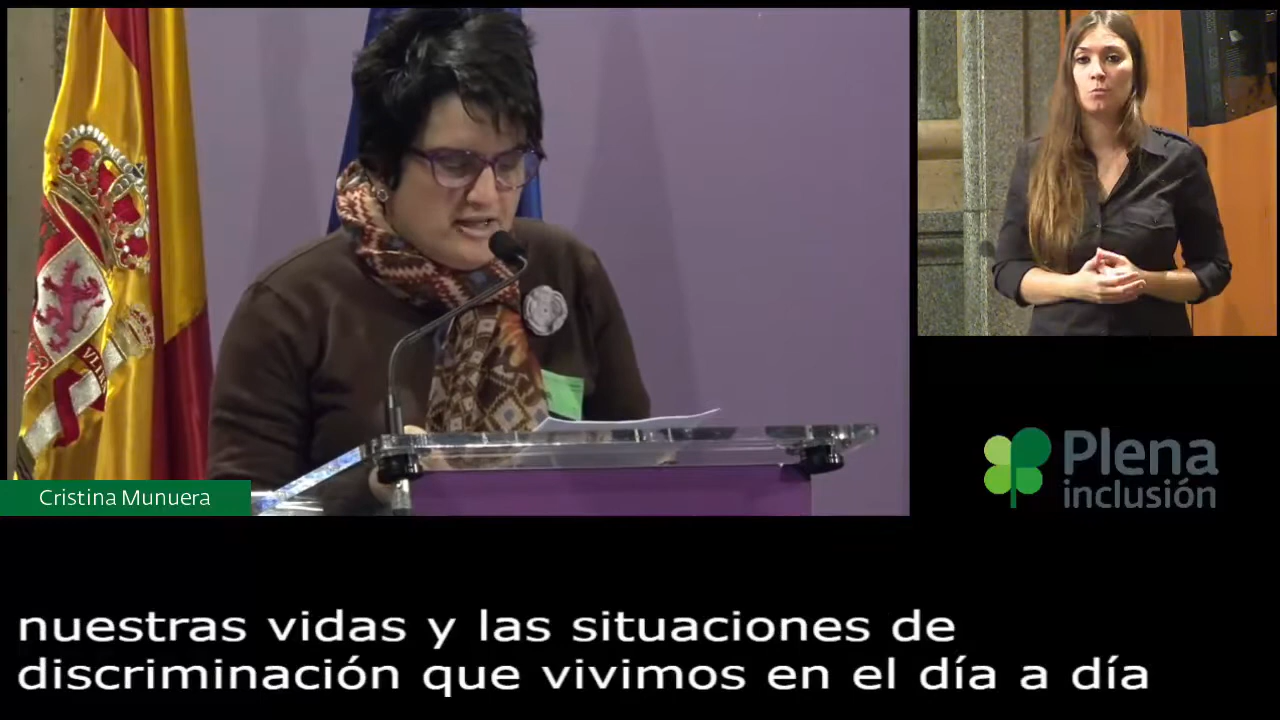 Cristina Munuera
Plena
inclusión
nuestras vidas y las situaciones de
discriminación que vivimos en el día a día